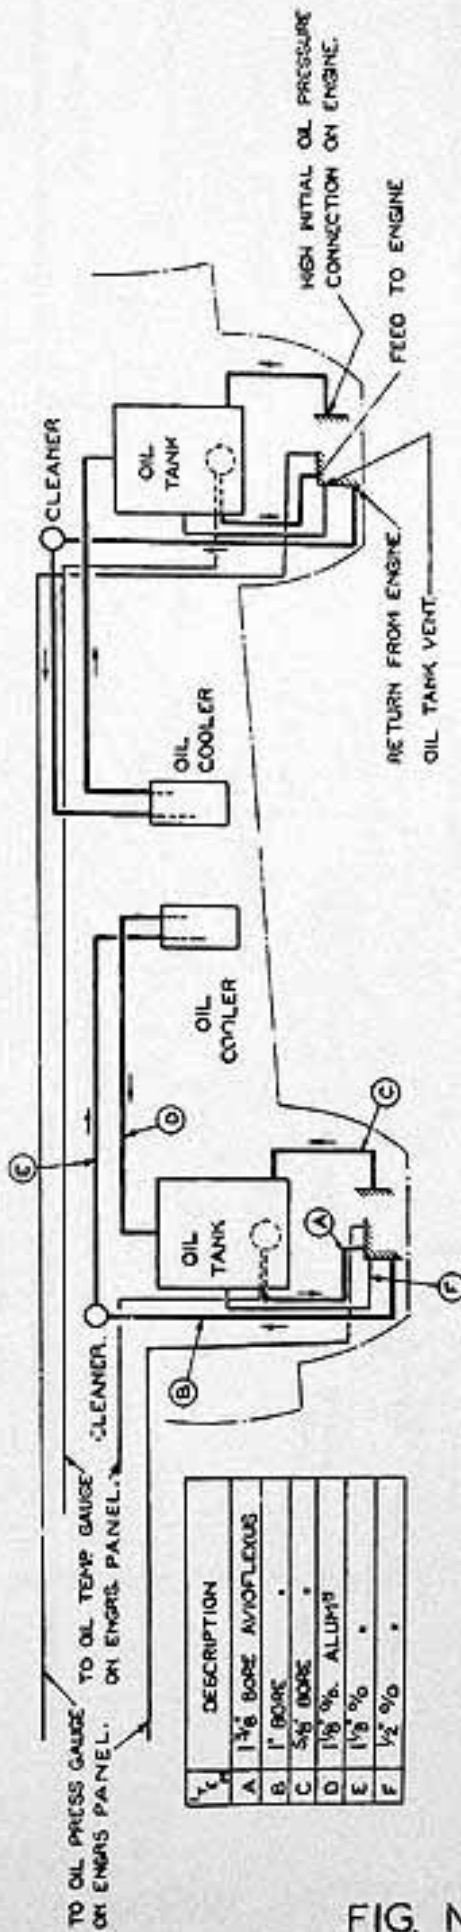 TO OIL PRESS GAUGE
ON ENGRS PANEL.
TO OIL TEMP GAUGE
ON ENGRS PANEL.
CLEANER.
B
E
D
OIL
TANK
A
C
F
OIL
COOLER
OIL
COOLER
CLEANER
OIL
TANK
HIGH INITIAL OIL PRESSURE
CONNECTION ON ENGINE.
FEED TO ENGINE
RETURN FROM ENGINE.
OIL TANK VENT.
ITEM DESCRIPTION
A 1 3/8" BORE AVIOFLEXUS
B 1" BORE "
C 5/8" BORE "
D 1 1/8" O/D. ALUMN
E 1 1/8" O/D "
F 1/2" O/D "
FIG. N